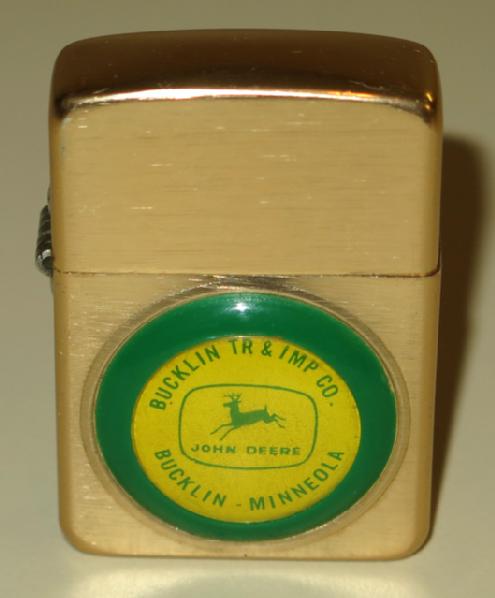 BUCKLIN TR & IMP CO.
JOHN DEERE
BUCKLIN - MINNEOLA